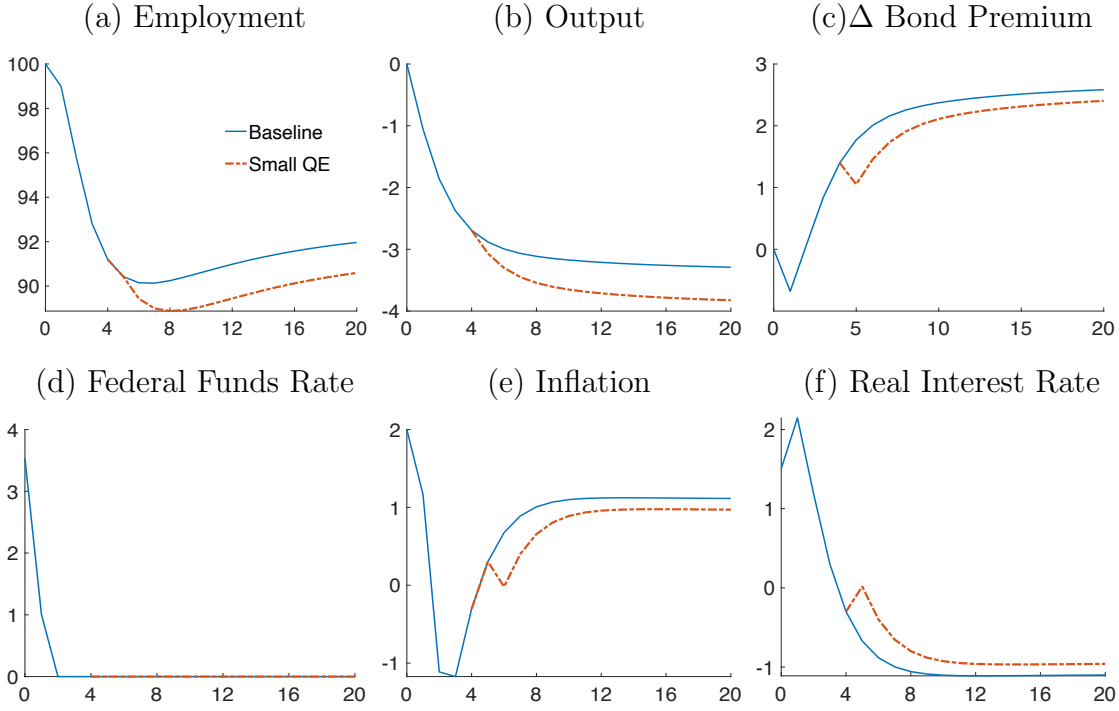 (a) Employment
100
98
96
94
92
90
0 4 8 12 16 20
Baseline
Small QE
(b) Output
0
-1
-2
-3
-4
0 4 8 12 16 20
(c)Δ Bond Premium
3
2
1
0
0 5 10 15 20
(d) Federal Funds Rate
4
3
2
1
0
0 4 8 12 16 20
(e) Inflation
2
1
0
-1
0 4 8 12 16 20
(f) Real Interest Rate
2
1
0
-1
0 4 8 12 16 20